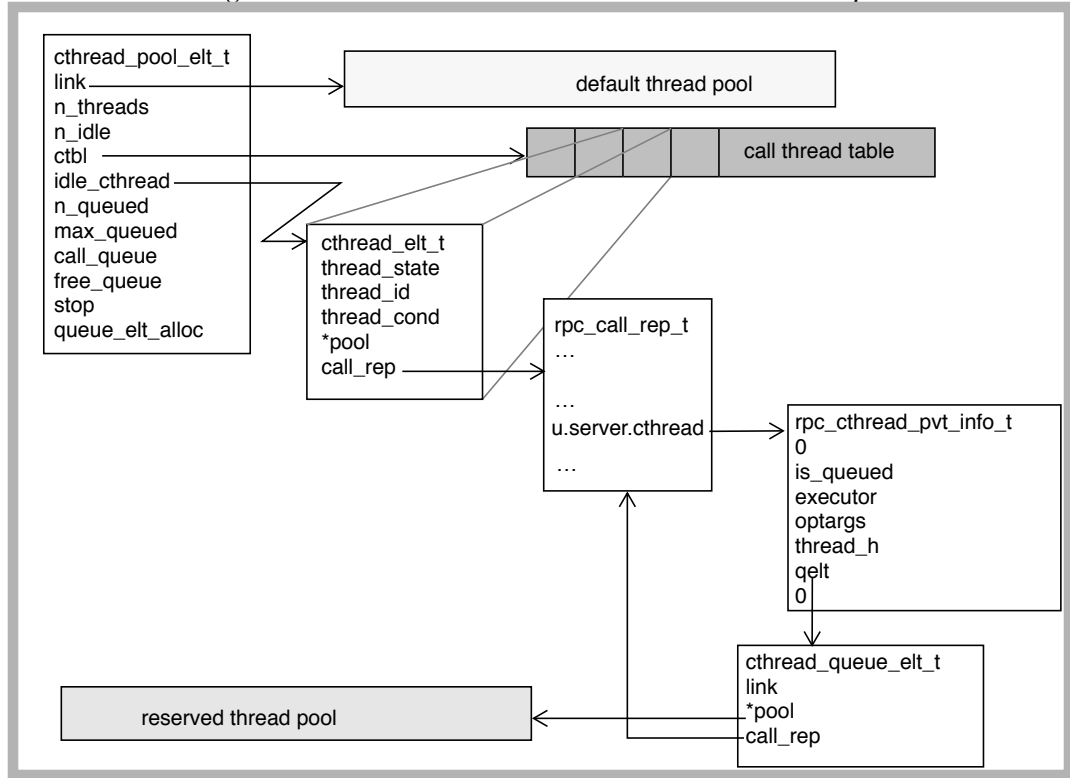 cthread_pool_elt_t
link
n_threads
n_idle
ctbl
idle_cthread
n_queued
max_queued
call_queue
free_queue
stop
queue_elt_alloc
default thread pool
call thread table
cthread_elt_t
thread_state
thread_id
thread_cond
*pool
call_rep
rpc_call_rep_t
...
...
u.server.cthread
...
rpc_cthread_pvt_info_t
0
is_queued
executor
optargs
thread_h
qelt
0
cthread_queue_elt_t
link
*pool
call_rep
reserved thread pool